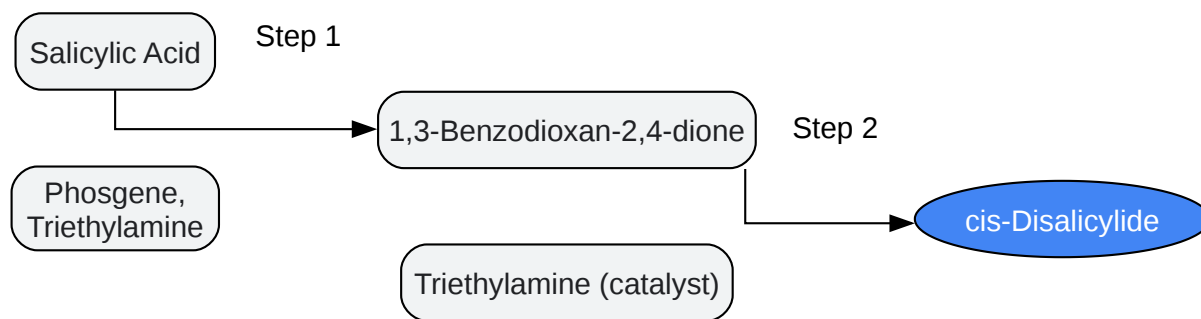 Salicylic Acid
Step 1
1,3-Benzodioxan-2,4-dione
Step 2
Phosgene,
Triethylamine
cis-Disalicylide
Triethylamine (catalyst)